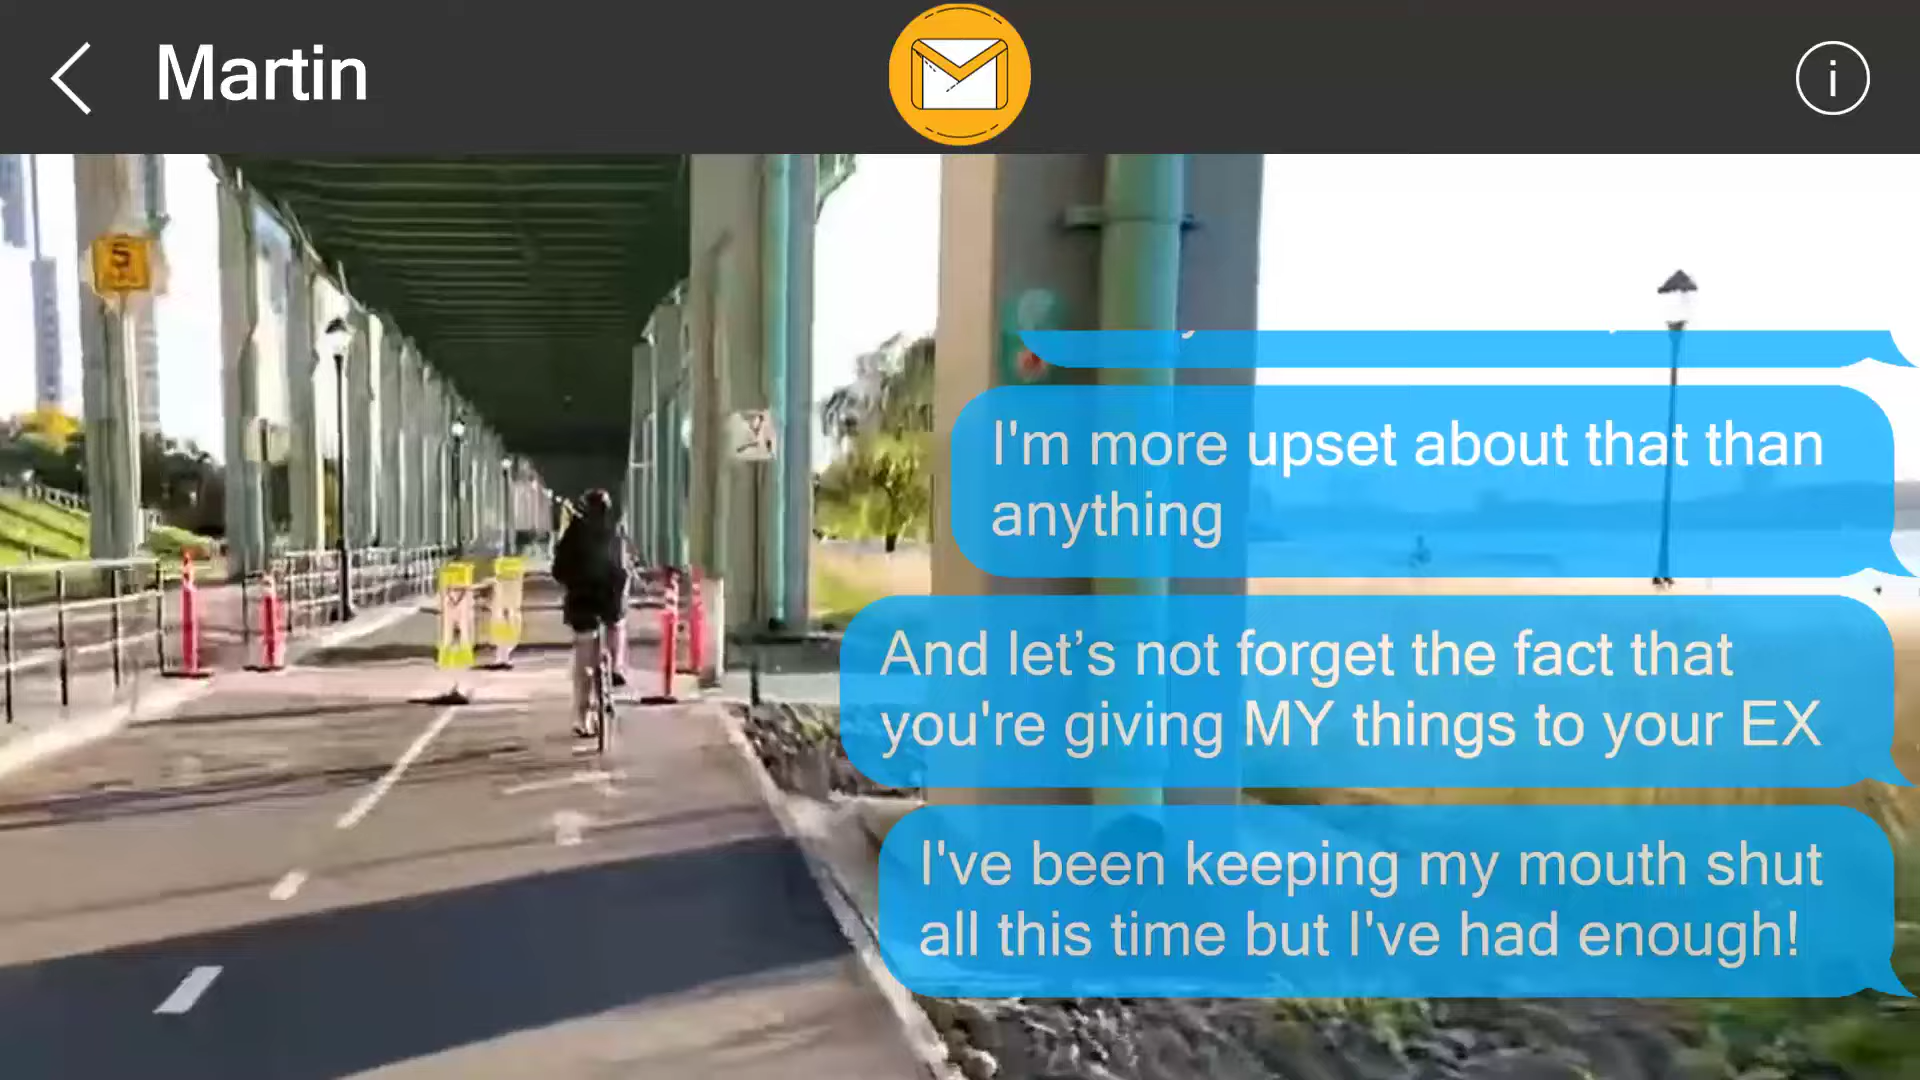 Martin
i
5
I'm more upset about that than
anything
And let’s not forget the fact that
you're giving MY things to your EX
I've been keeping my mouth shut
all this time but I've had enough!